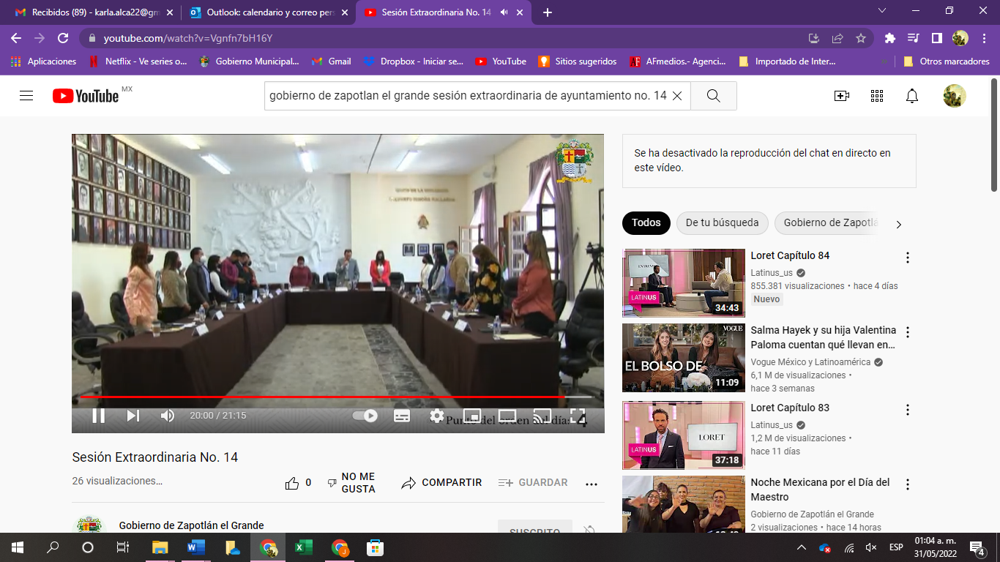 Recibidos (89) - karla.alca22@gm
Outlook: calendario y correo pers
Sesión Extraordinaria No. 14
youtube.com/watch?v=Vgnfn7bH16Y
Aplicaciones
Netflix - Ve series o...
Gobierno Municipal...
Gmail
Dropbox - Iniciar se...
YouTube
Sitios sugeridos
AFmedios.- Agenci...
Importado de Inter...
Otros marcadores
YouTube MX
gobierno de zapotlan el grande sesión extraordinaria de ayuntamiento no. 14
Se ha desactivado la reproducción del chat en directo en
este vídeo.
Todos
De tu búsqueda
Gobierno de Zapotlá
20:00 / 21:15
Punto del orden del día: 4
Sesión Extraordinaria No. 14
26 visualizaciones...
0
NO ME
GUSTA
COMPARTIR
GUARDAR
Gobierno de Zapotlán el Grande
SUSCRITO
LATINUS
34:43
Loret Capítulo 84
Latinus_us
855.381 visualizaciones • hace 4 días
Nuevo
VOGUE
EL BOLSO DE
11:09
Salma Hayek y su hija Valentina
Paloma cuentan qué llevan en...
Vogue México y Latinoamérica
6,1 M de visualizaciones •
hace 3 semanas
LORET
LATINUS
37:18
Loret Capítulo 83
Latinus_us
1,2 M de visualizaciones •
hace 11 días
Noche Mexicana por el Día del
Maestro
Gobierno de Zapotlán el Grande
2 visualizaciones • hace 14 horas
ESP
01:04 a. m.
31/05/2022
4